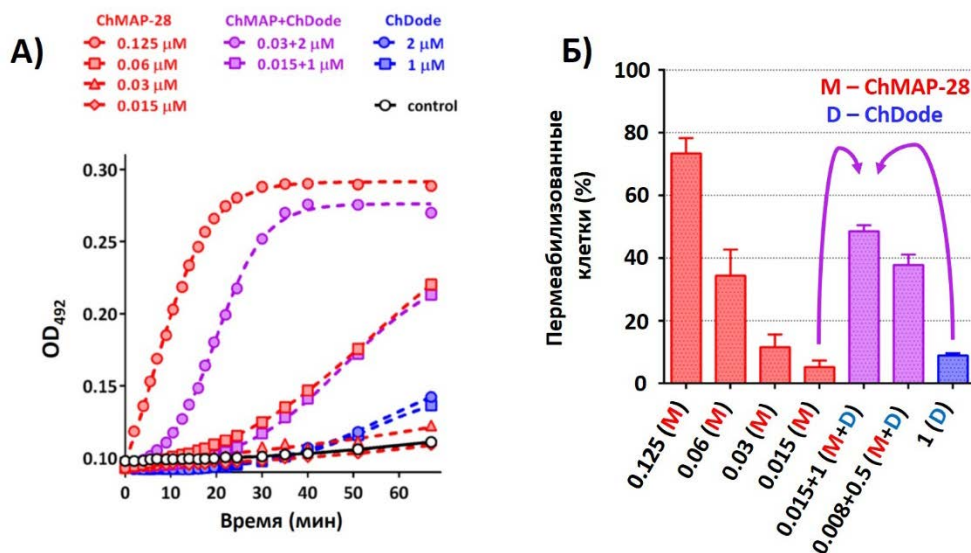 А)
ChMAP-28
0.125 μM
0.06 μM
0.03 μM
0.015 μM
ChMAP+ChDode
0.03+2 μM
0.015+1 μM
ChDode
2 μM
1 μM
control
OD492
0.30
0.25
0.20
0.15
0.10
0 10 20 30 40 50 60
Время (мин)
Б)
M – ChMAP-28
D – ChDode
Пермеабилизованные
клетки (%)
100
80
60
40
20
0
0.125 (M)
0.06 (M)
0.03 (M)
0.015 (M)
0.015+1 (M+D)
0.008+0.5 (M+D)
1 (D)